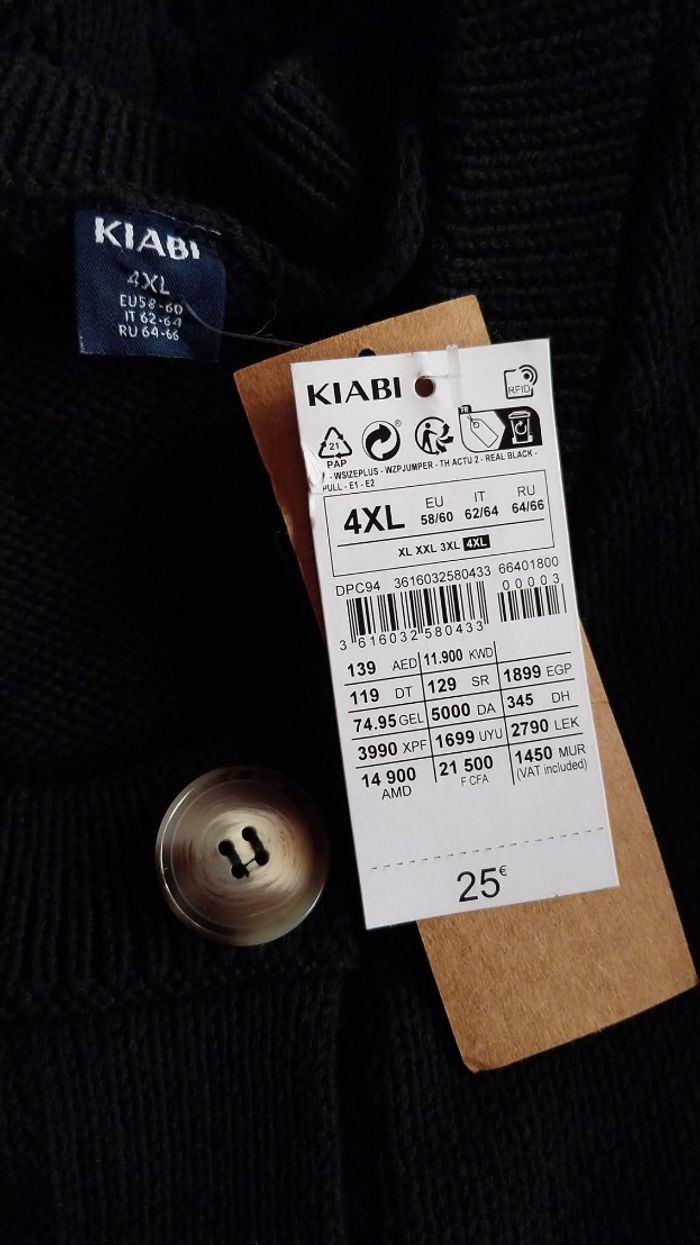 KIABI
4XL
EU58-60
IT 62-64
RU 64-66
KIABI
RFID
21
PAP
FR
- WSIZEPLUS - WZPJUMPER - TH ACTU 2 - REAL BLACK -
PULL - E1 - E2
4XL
EU IT RU
58/60 62/64 64/66
XL XXL 3XL 4XL
DPC94 3616032580433 66401800
00003
3 616032 580433
139 AED 11.900 KWD
119 DT 129 SR 1899 EGP
74.95 GEL 5000 DA 345 DH
3990 XPF 1699 UYU 2790 LEK
14 900 AMD 21 500 F CFA 1450 MUR
(VAT included)
25€